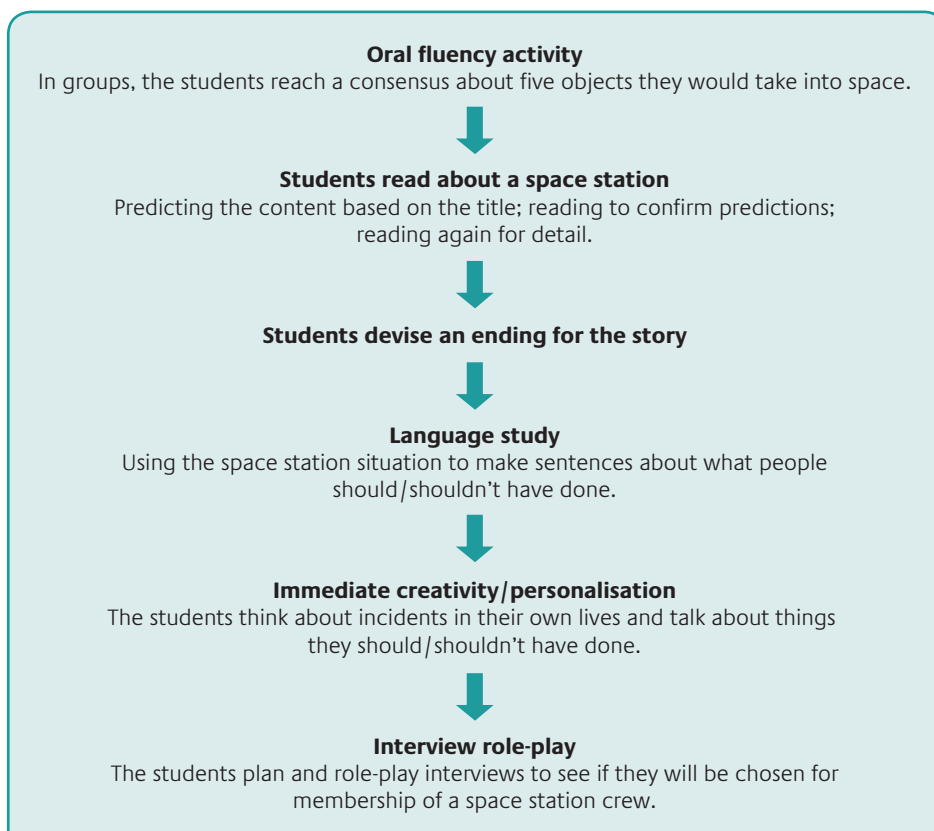 Oral fluency activity
In groups, the students reach a consensus about five objects they would take into space.
Students read about a space station
Predicting the content based on the title; reading to confirm predictions;
reading again for detail.
Students devise an ending for the story
Language study
Using the space station situation to make sentences about what people
should/shouldn't have done.
Immediate creativity/personalisation
The students think about incidents in their own lives and talk about things
they should/shouldn't have done.
Interview role-play
The students plan and role-play interviews to see if they will be chosen for
membership of a space station crew.